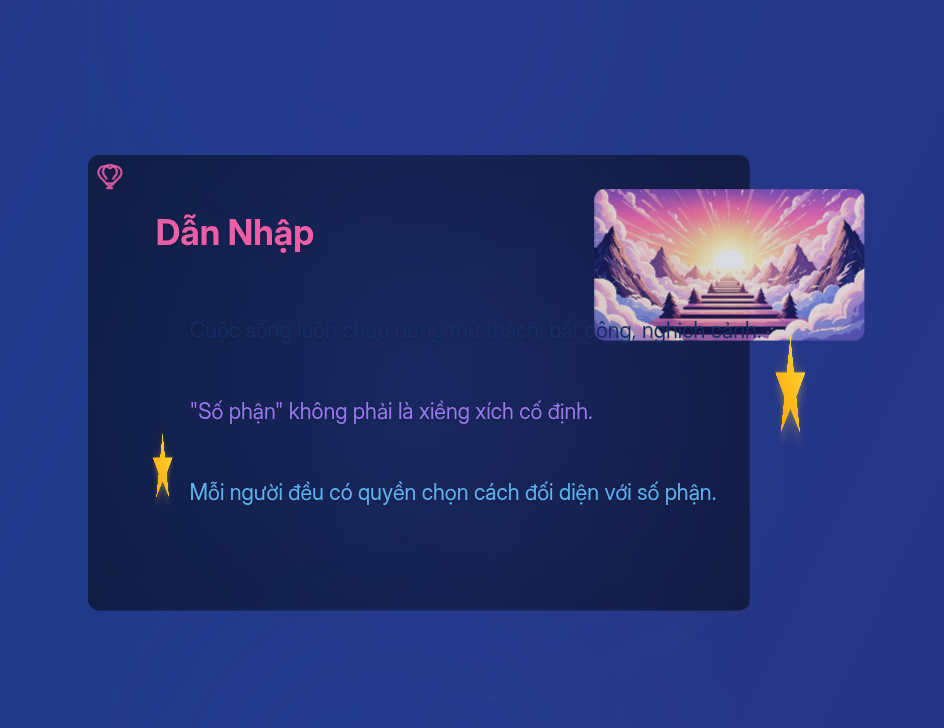 Dẫn Nhập
Cuộc sống luôn chứa đựng thử thách, bất công, nghịch cảnh.
"Số phận" không phải là xiềng xích cố định.
Mỗi người đều có quyền chọn cách đối diện với số phận.